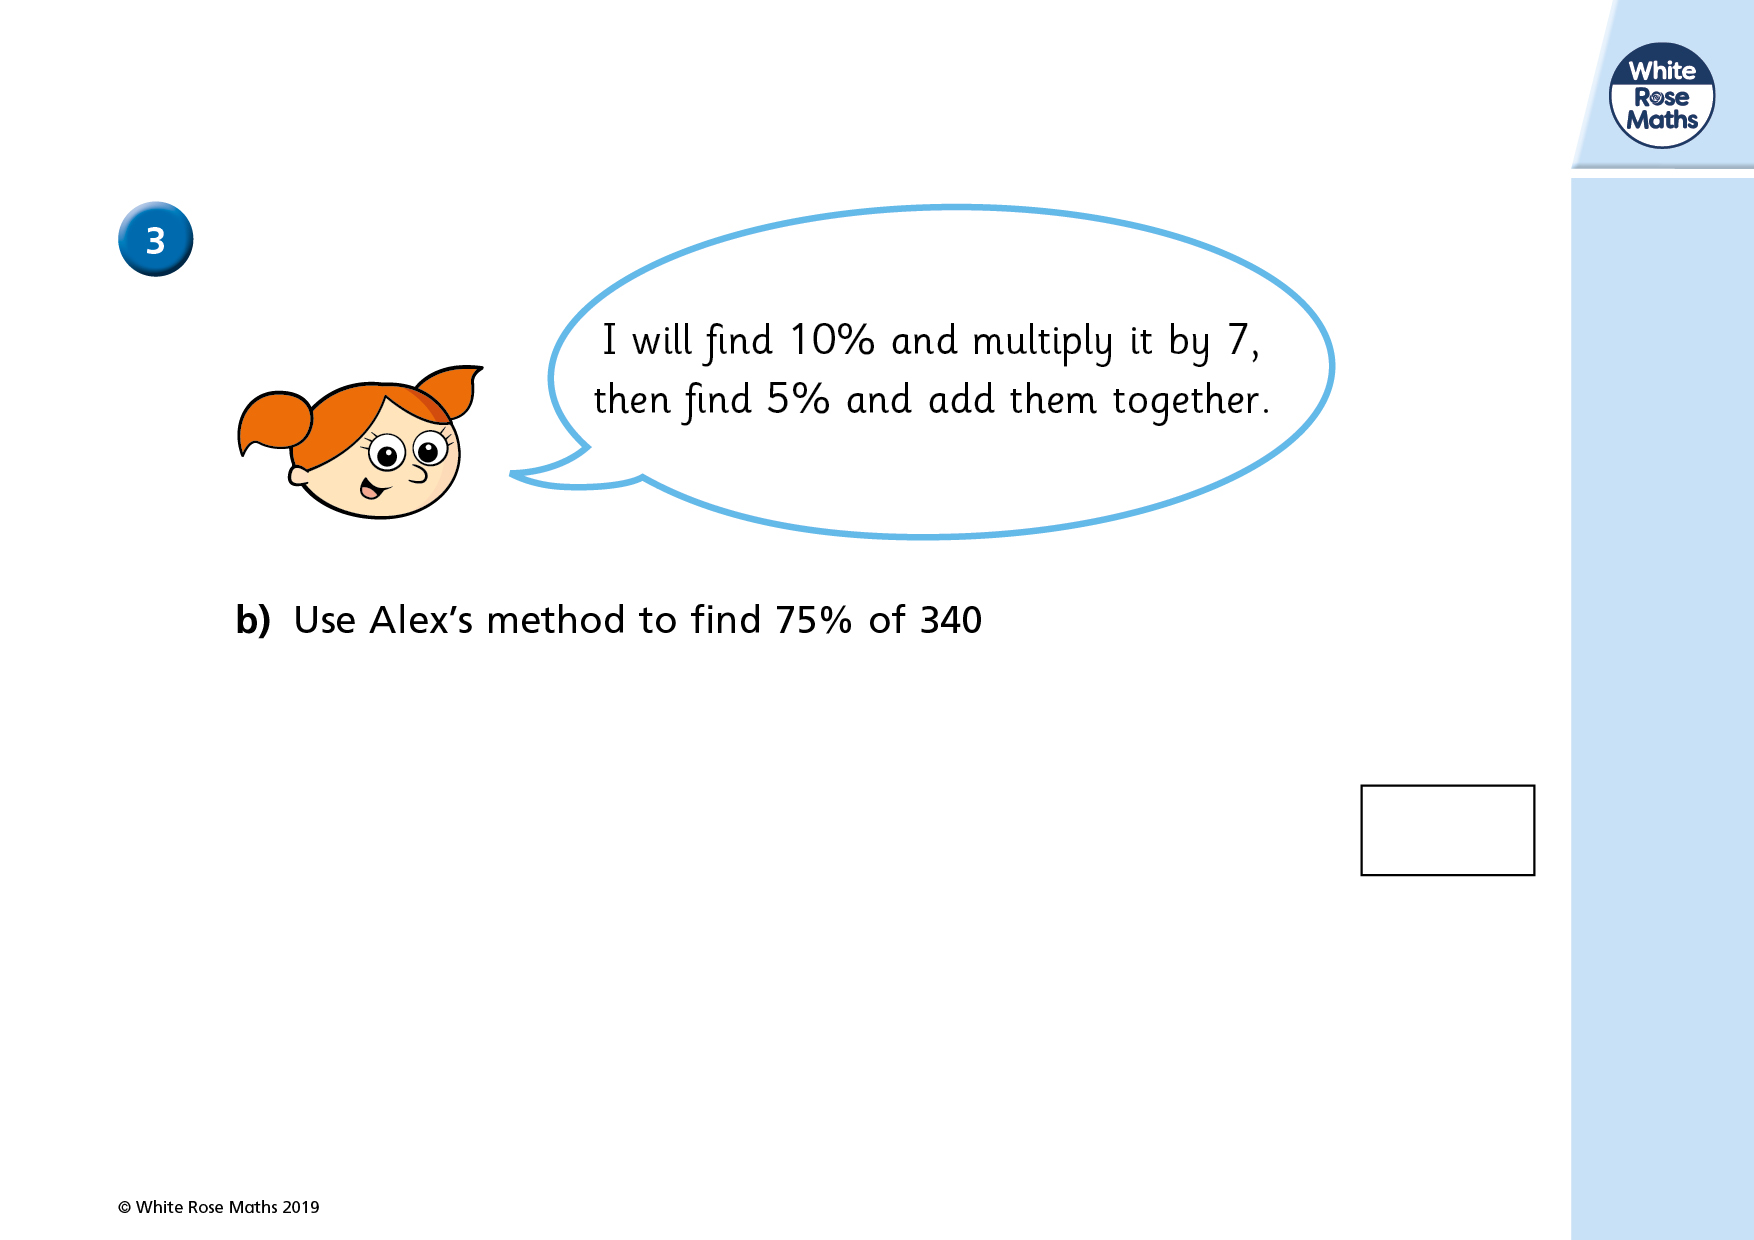 White
Rose
Maths
3
I will find 10% and multiply it by 7,
then find 5% and add them together.
b) Use Alex’s method to find 75% of 340
© White Rose Maths 2019